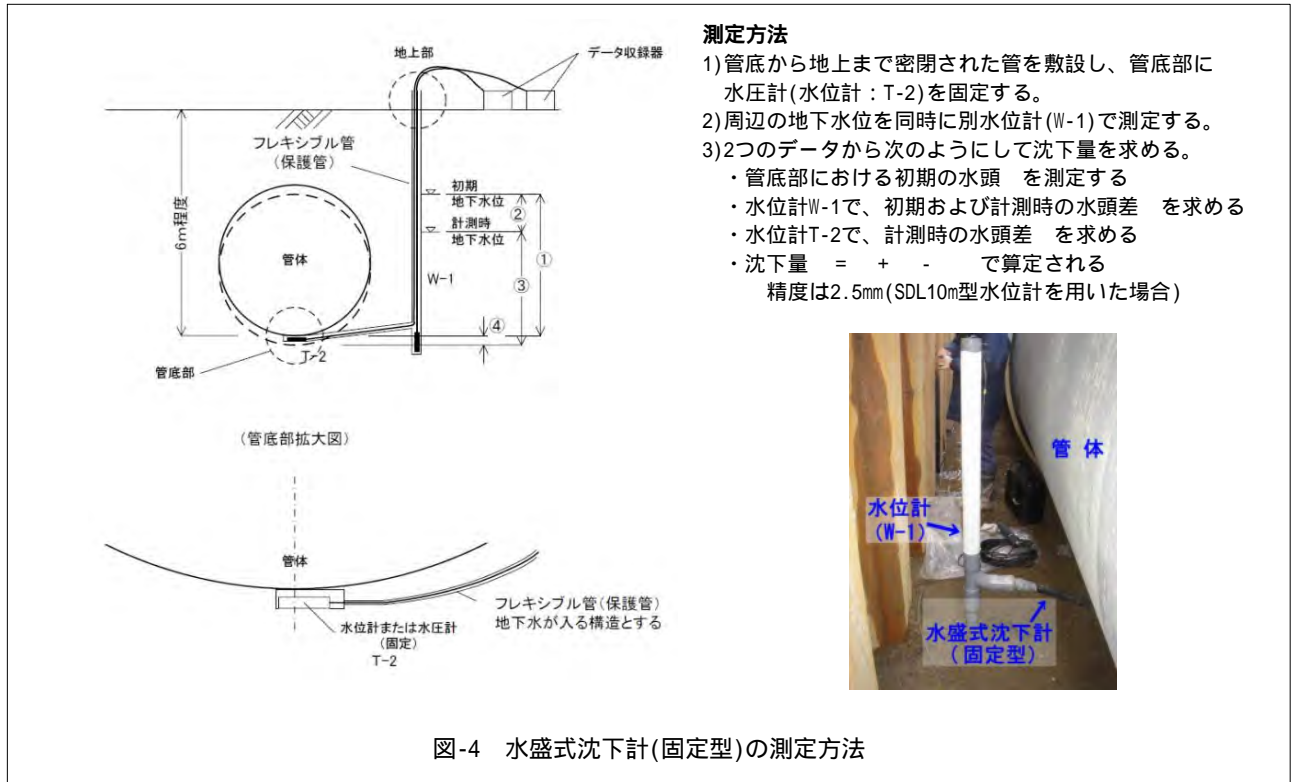 地上部
データ収録器
フレキシブル管
(保護管)
6m程度
初期
地下水位
②
計測時
地下水位
①
管体
W-1
③
④
T-2
管底部
(管底部拡大図)
管体
フレキシブル管(保護管)
地下水が入る構造とする
水位計または水圧計
(固定)
T-2
測定方法
1)管底から地上まで密閉された管を敷設し、管底部に
水圧計(水位計：T-2)を固定する。
2)周辺の地下水位を同時に別水位計(W-1)で測定する。
3)2つのデータから次のようにして沈下量を求める。
・管底部における初期の水頭　を測定する
・水位計W-1で、初期および計測時の水頭差　を求める
・水位計T-2で、計測時の水頭差　を求める
・沈下量　=　+　-　　で算定される
精度は2.5mm(SDL10m型水位計を用いた場合)
管 体
水位計
(W-1)
水盛式沈下計
(固定型)
図-4　水盛式沈下計(固定型)の測定方法